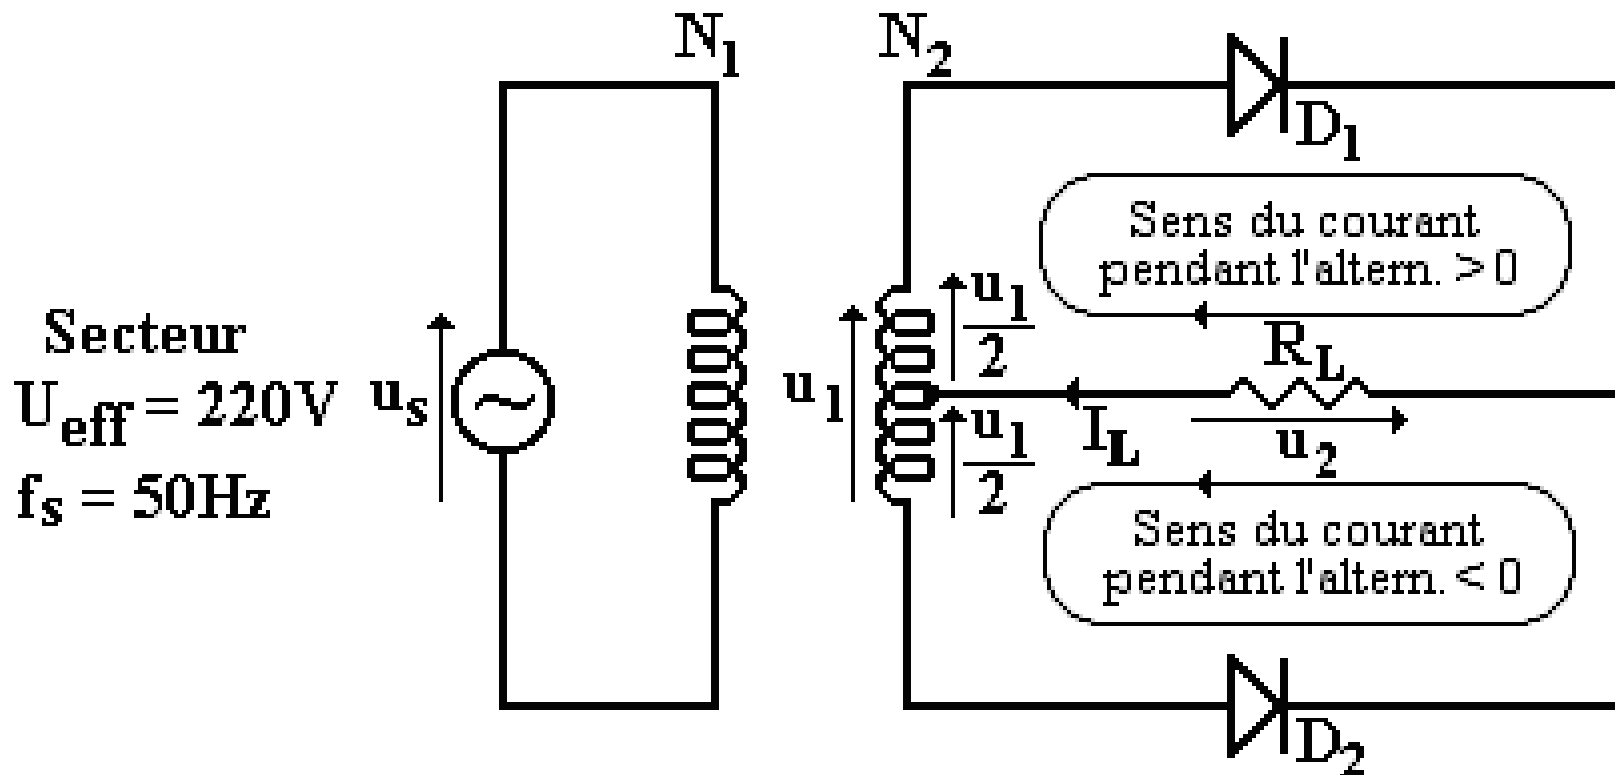 N1
N2
D1
Sens du courant
pendant l'altern. > 0
u1
2
RL
Secteur
Ueff = 220V
fs = 50Hz
us
~
u1
u1
2
IL
u2
Sens du courant
pendant l'altern. < 0
D2